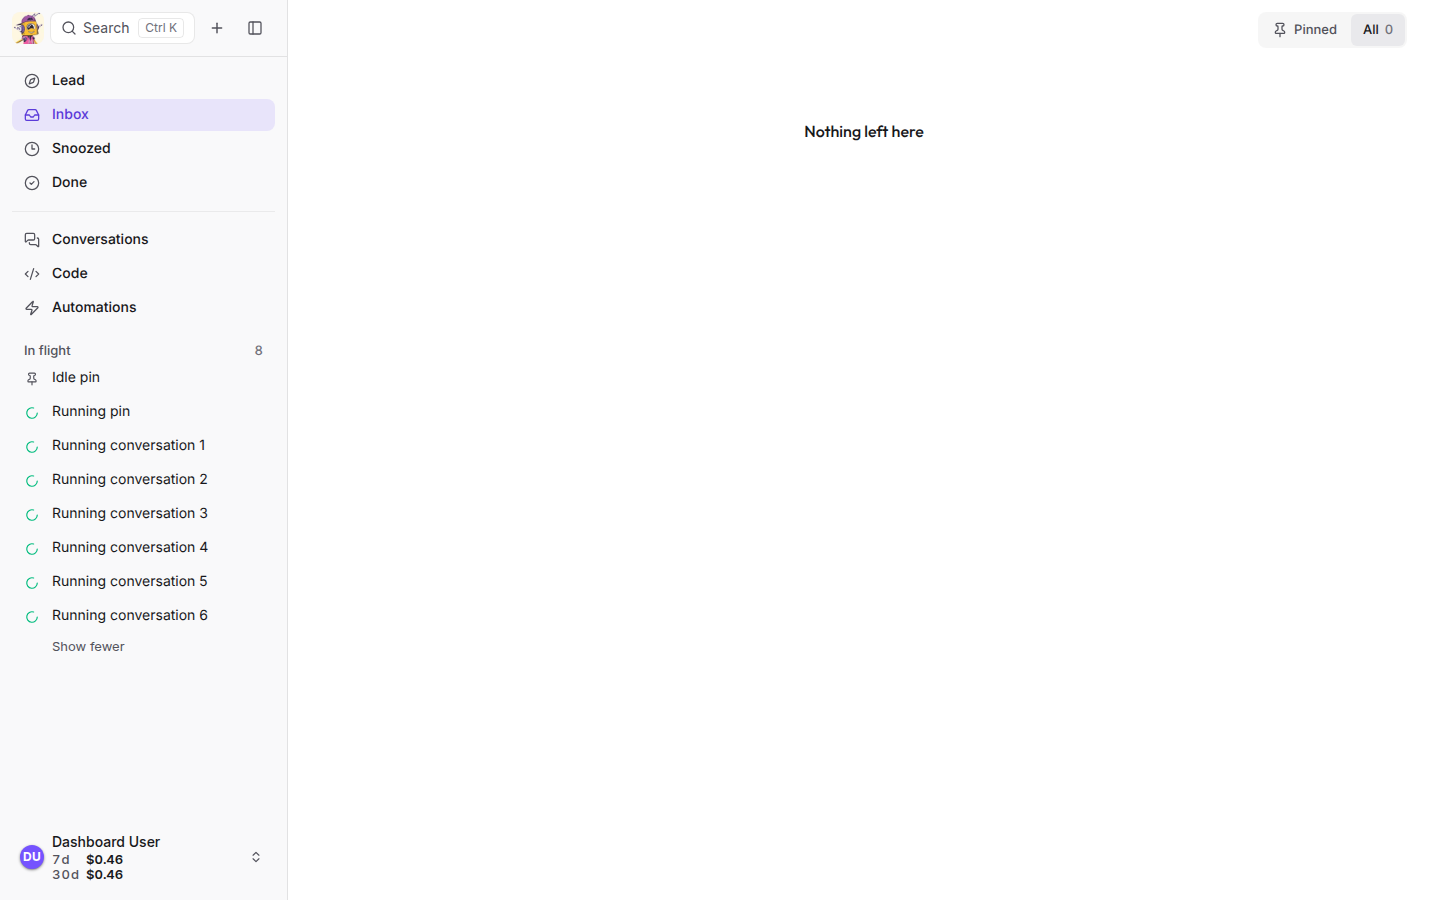 Search Ctrl K
Pinned All 0
Lead
Inbox
Snoozed
Done
Conversations
Code
Automations
In flight 8
Idle pin
Running pin
Running conversation 1
Running conversation 2
Running conversation 3
Running conversation 4
Running conversation 5
Running conversation 6
Show fewer
DU
Dashboard User
7d $0.46
30d $0.46
Nothing left here